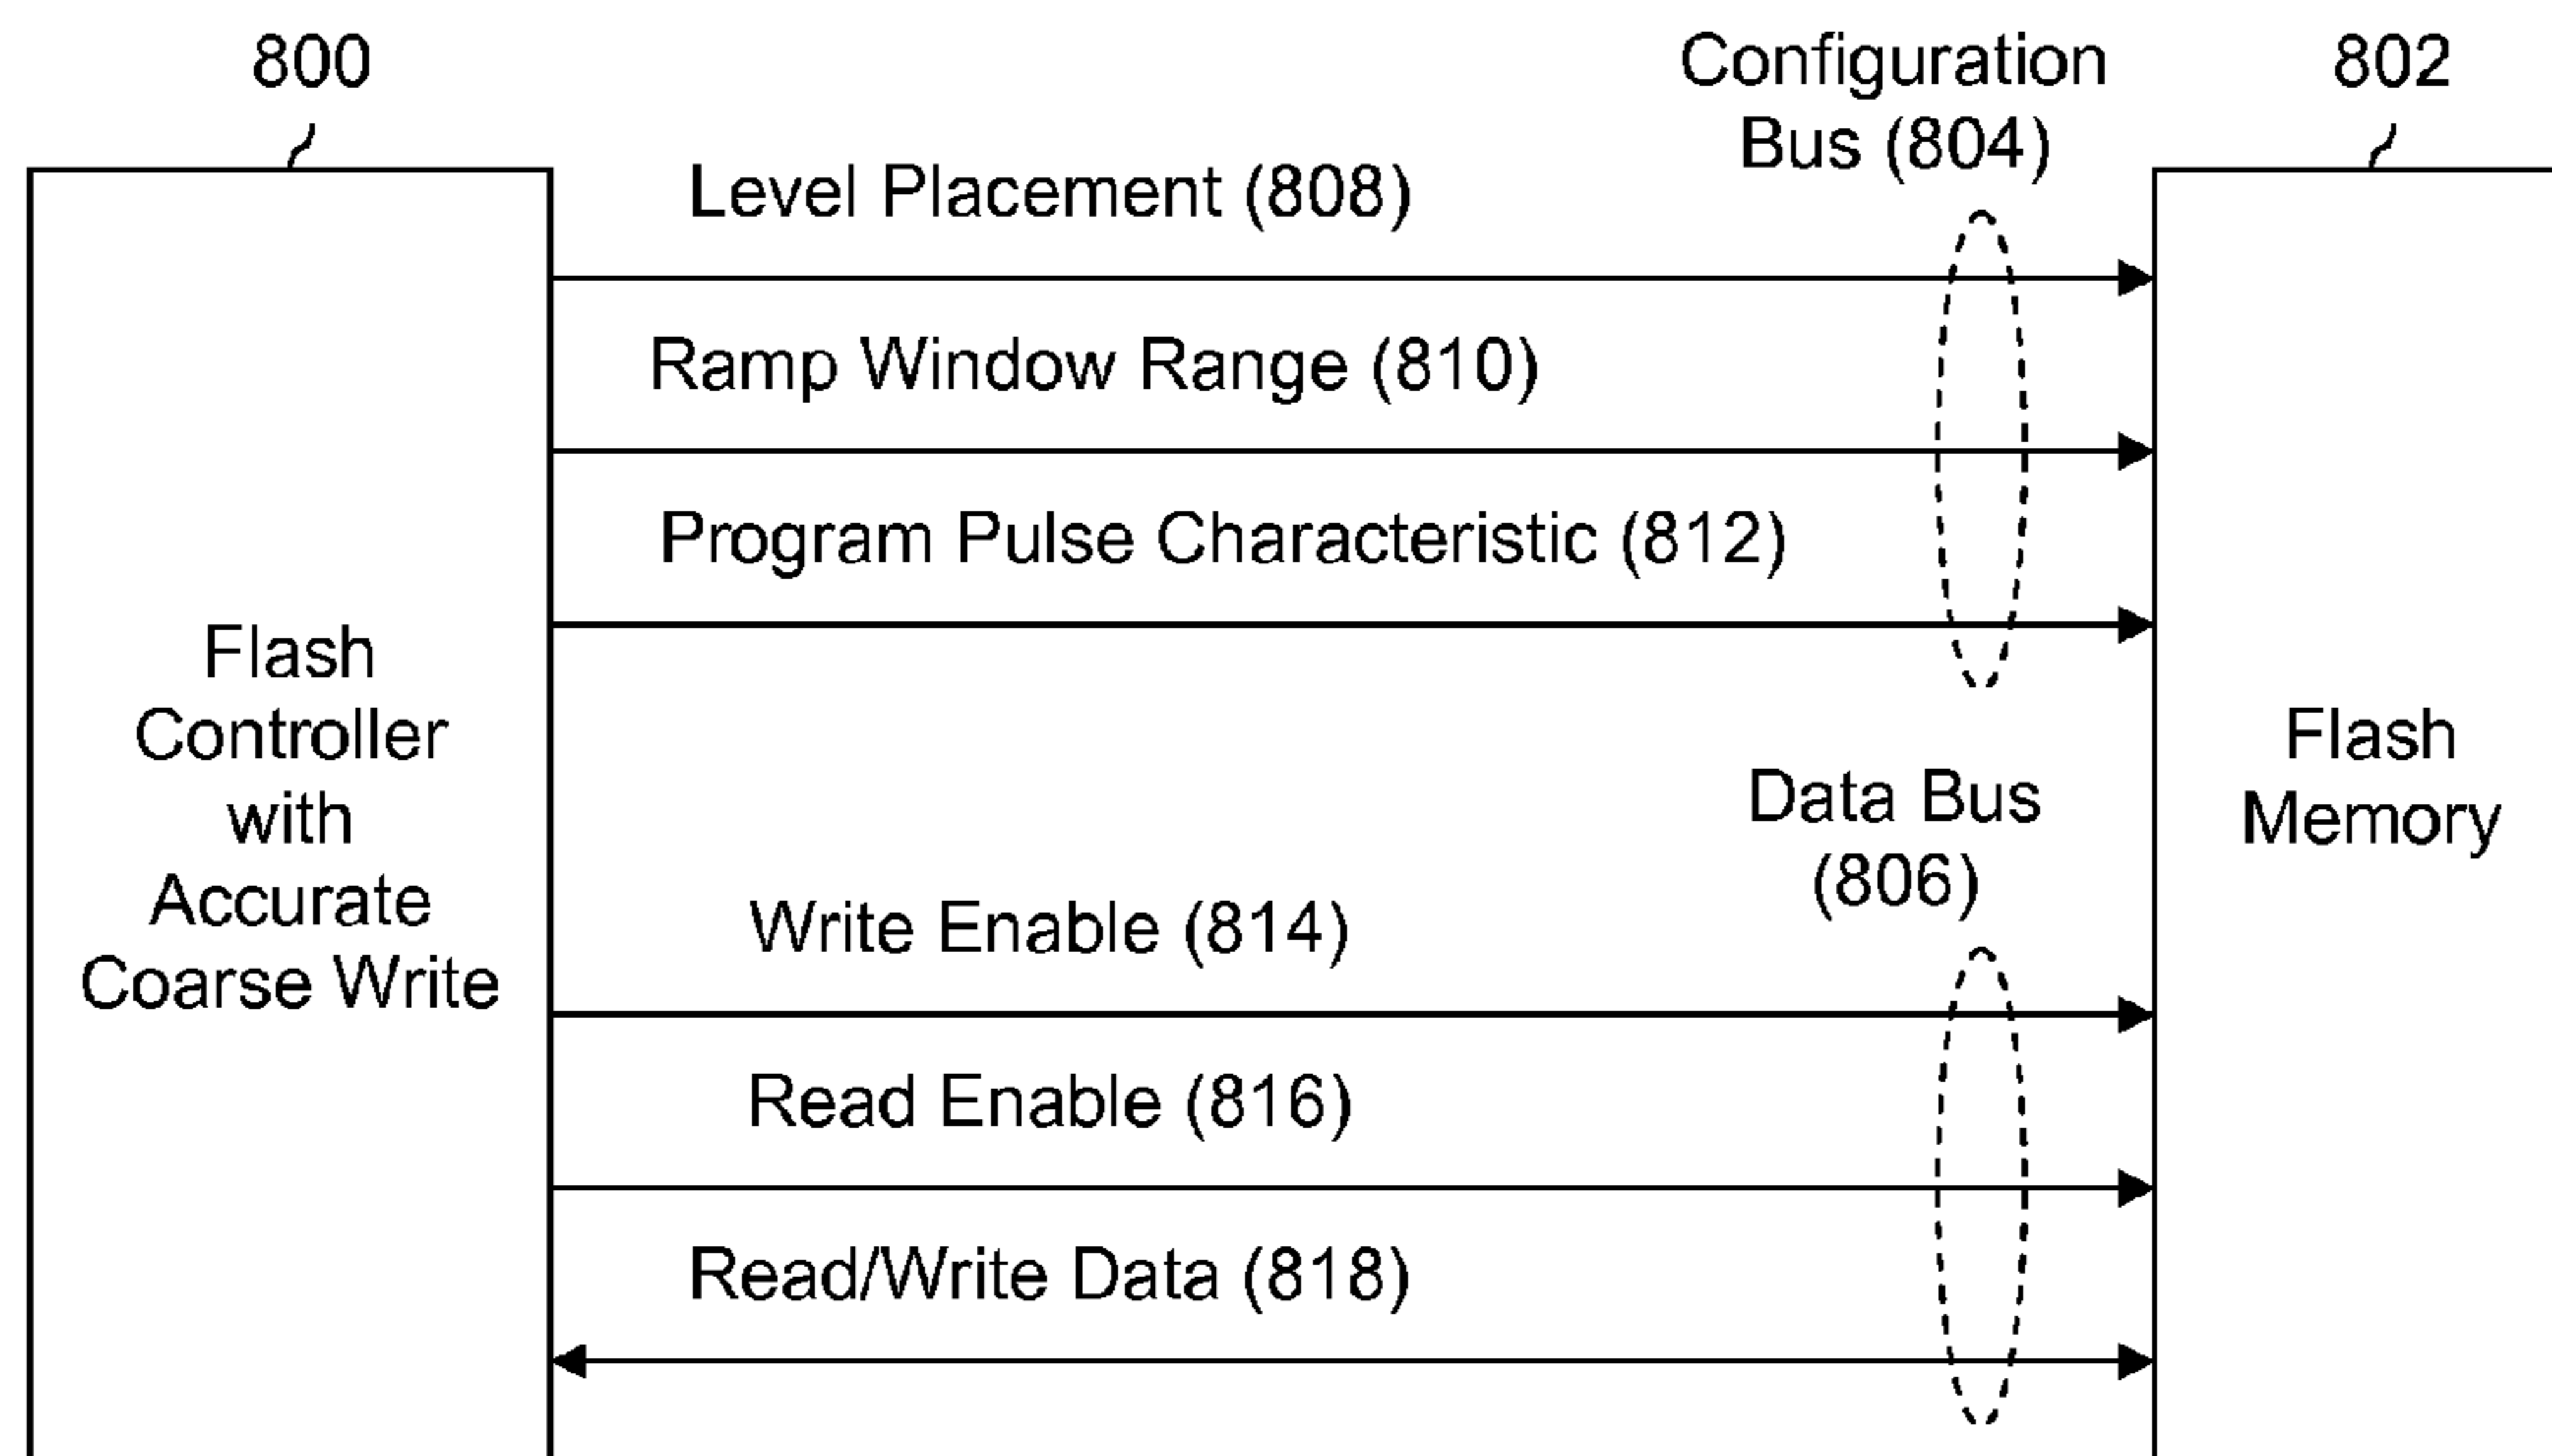 800
Configuration
Bus (804)
802
Level Placement (808)
Ramp Window Range (810)
Program Pulse Characteristic (812)
Flash
Controller
with
Accurate
Coarse Write
Flash
Memory
Data Bus
(806)
Write Enable (814)
Read Enable (816)
Read/Write Data (818)